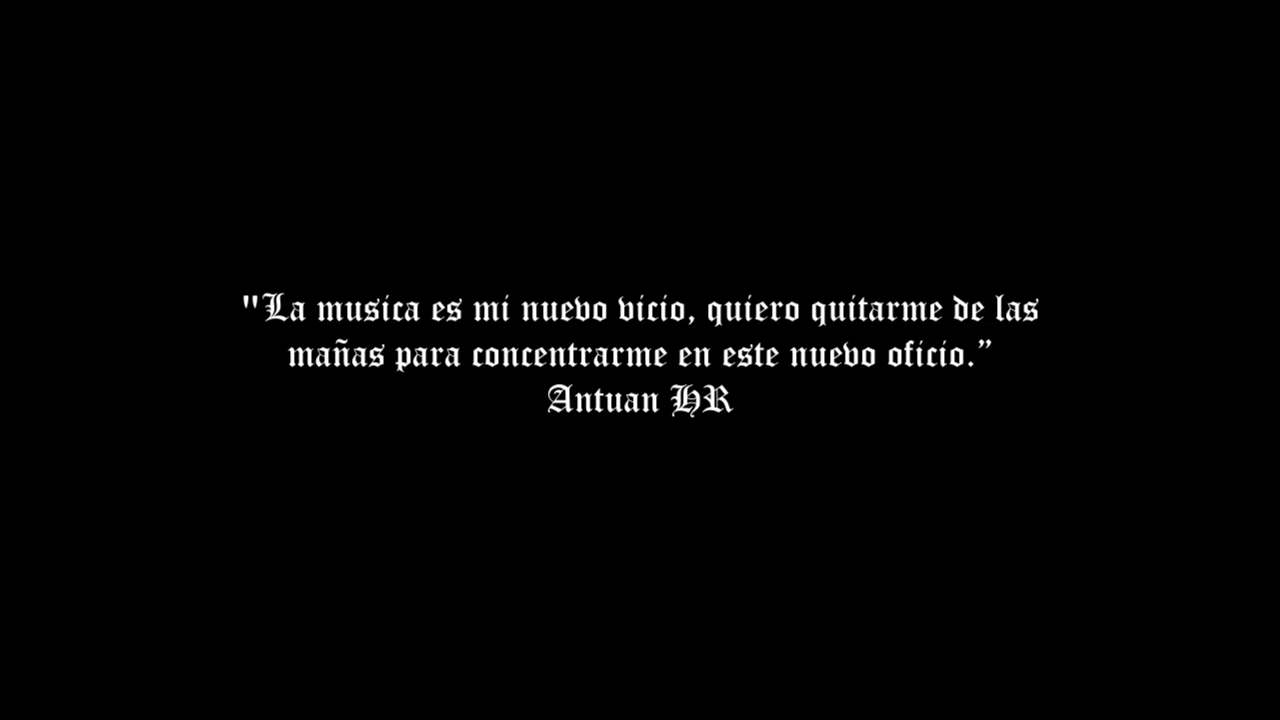 "La musica es mi nuevo vicio, quiero quitarme de las
mañas para concentrarme en este nuevo oficio.”
Antuan HR